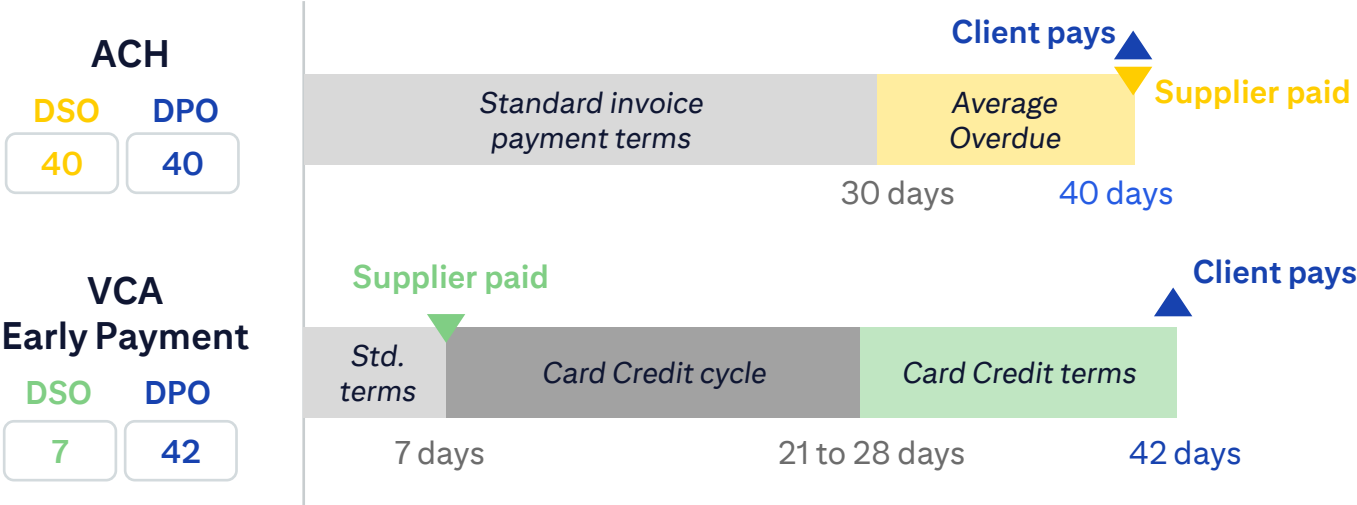 ACH
DSO DPO
40 40
Client pays
Supplier paid
Standard invoice
payment terms
Average
Overdue
30 days
40 days
VCA
Early Payment
DSO DPO
7 42
Supplier paid
Client pays
Std.
terms
Card Credit cycle
Card Credit terms
7 days
21 to 28 days
42 days